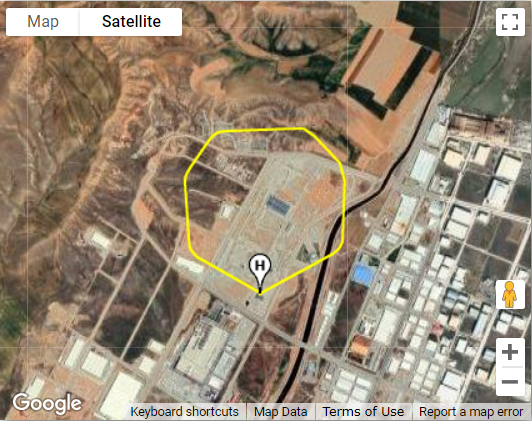 Map Satellite
H
Google Keyboard shortcuts Map Data Terms of Use Report a map error